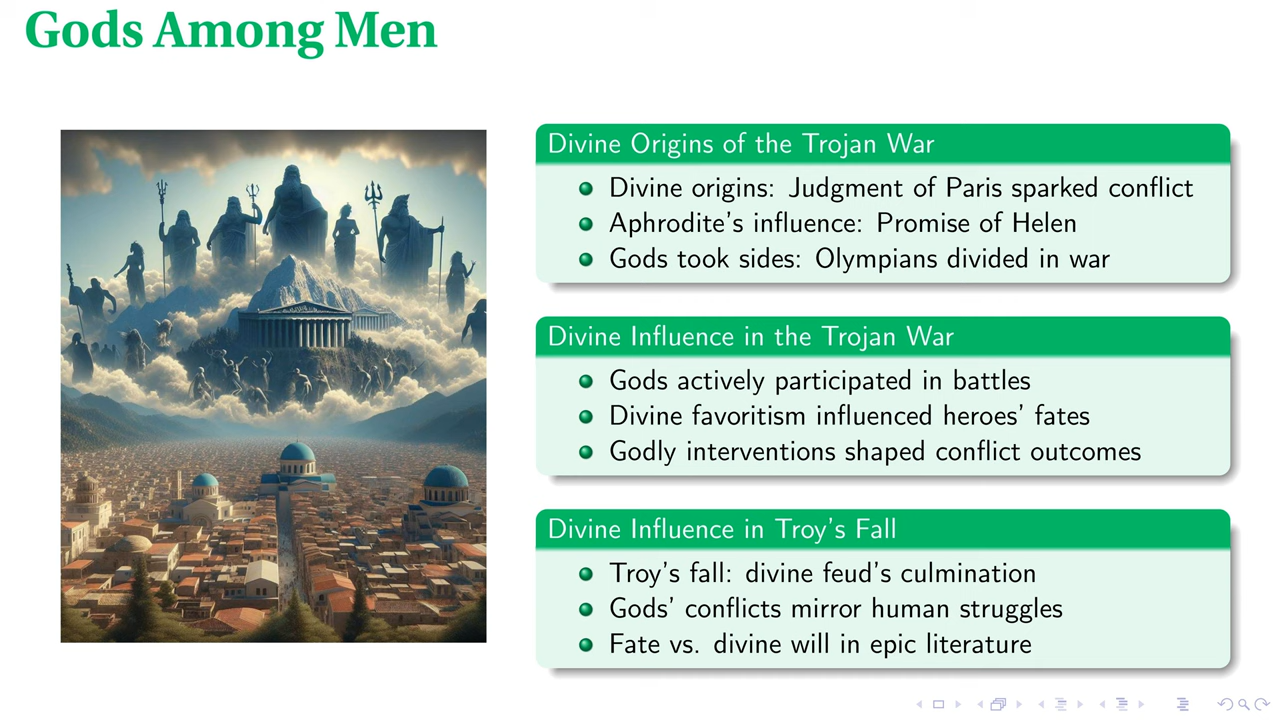 Gods Among Men
Divine Origins of the Trojan War
Divine origins: Judgment of Paris sparked conflict
Aphrodite's influence: Promise of Helen
Gods took sides: Olympians divided in war
Divine Influence in the Trojan War
Gods actively participated in battles
Divine favoritism influenced heroes' fates
Godly interventions shaped conflict outcomes
Divine Influence in Troy's Fall
Troy's fall: divine feud's culmination
Gods' conflicts mirror human struggles
Fate vs. divine will in epic literature